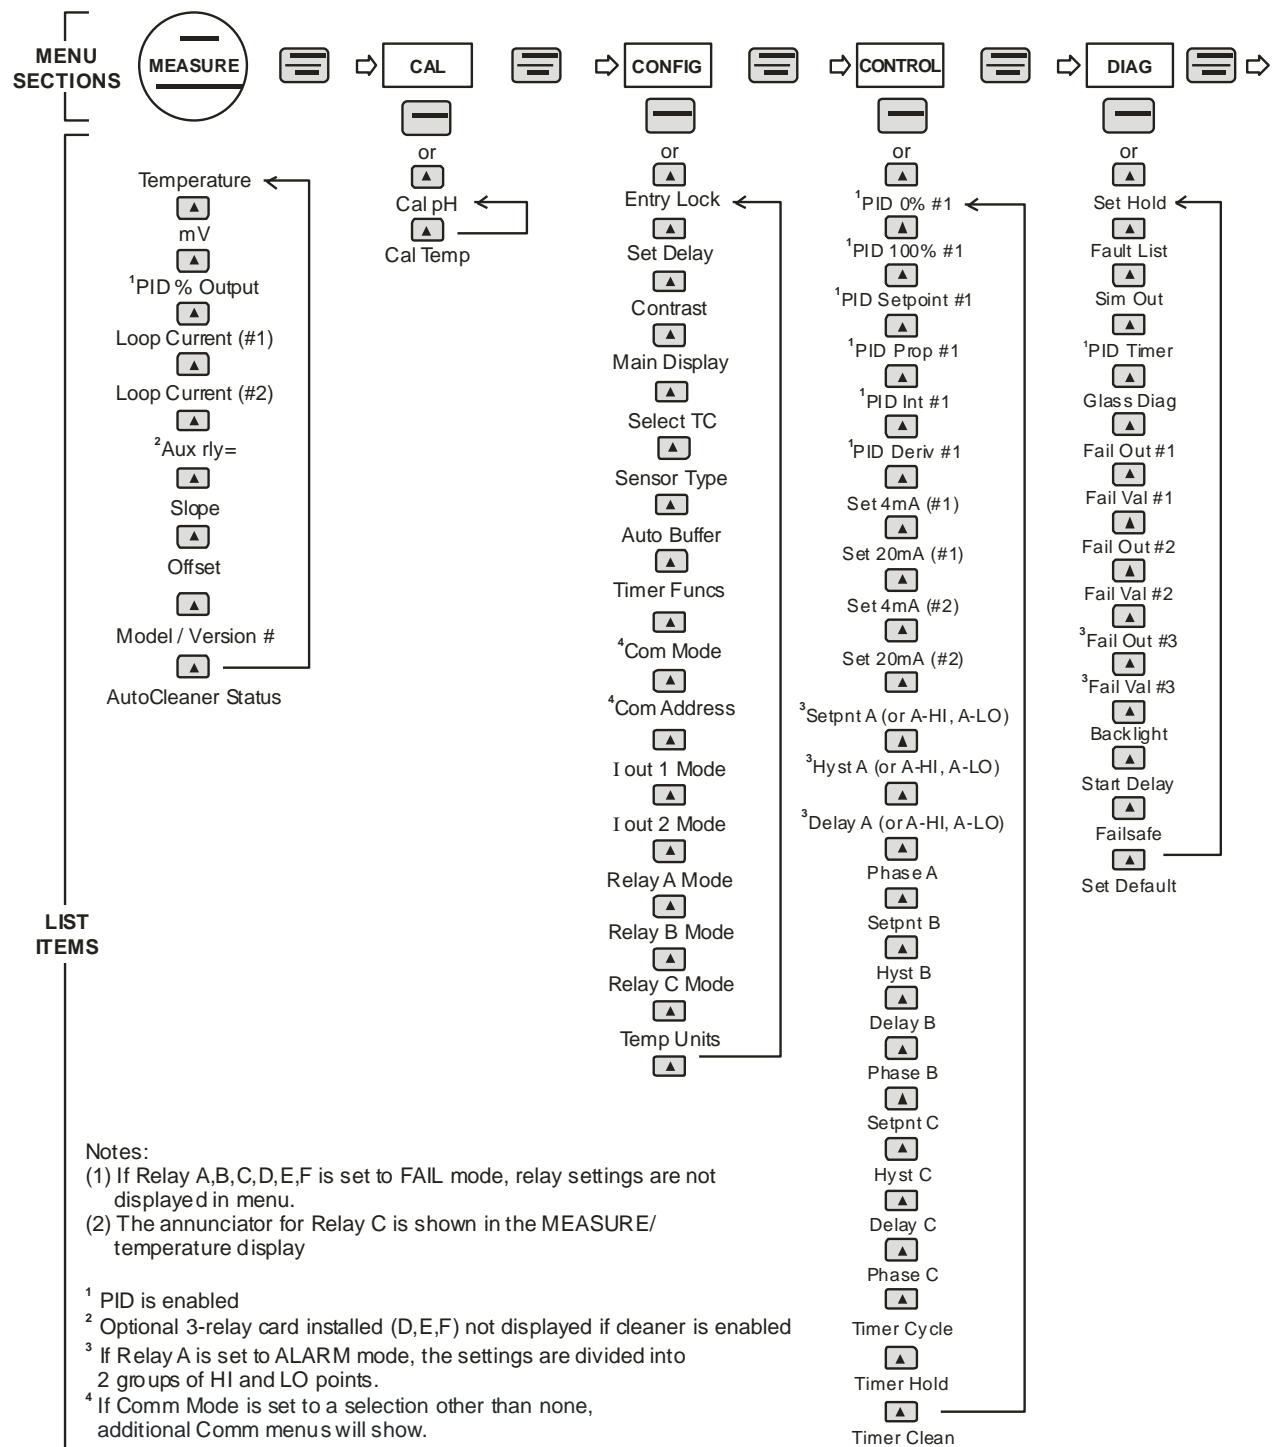 MENU
SECTIONS
MEASURE
CAL
CONFIG
CONTROL
DIAG
LIST
ITEMS
Temperature
mV
¹PID % Output
Loop Current (#1)
Loop Current (#2)
²Aux rly=
Slope
Offset
Model / Version #
AutoCleaner Status
or
Cal pH
Cal Temp
or
Entry Lock
Set Delay
Contrast
Main Display
Select TC
Sensor Type
Auto Buffer
Timer Funcs
⁴Com Mode
⁴Com Address
I out 1 Mode
I out 2 Mode
Relay A Mode
Relay B Mode
Relay C Mode
Temp Units
or
¹PID 0% #1
¹PID 100% #1
¹PID Setpoint #1
¹PID Prop #1
¹PID Int #1
¹PID Deriv #1
Set 4mA (#1)
Set 20mA (#1)
Set 4mA (#2)
Set 20mA (#2)
³Setpnt A (or A-HI, A-LO)
³Hyst A (or A-HI, A-LO)
³Delay A (or A-HI, A-LO)
Phase A
Setpnt B
Hyst B
Delay B
Phase B
Setpnt C
Hyst C
Delay C
Phase C
Timer Cycle
Timer Hold
Timer Clean
or
Set Hold
Fault List
Sim Out
¹PID Timer
Glass Diag
Fail Out #1
Fail Val #1
Fail Out #2
Fail Val #2
³Fail Out #3
³Fail Val #3
Backlight
Start Delay
Failsafe
Set Default
Notes:
(1) If Relay A,B,C,D,E,F is set to FAIL mode, relay settings are not
displayed in menu.
(2) The annunciator for Relay C is shown in the MEASURE/
temperature display
¹ PID is enabled
² Optional 3-relay card installed (D,E,F) not displayed if cleaner is enabled
³ If Relay A is set to ALARM mode, the settings are divided into
2 groups of HI and LO points.
⁴ If Comm Mode is set to a selection other than none,
additional Comm menus will show.